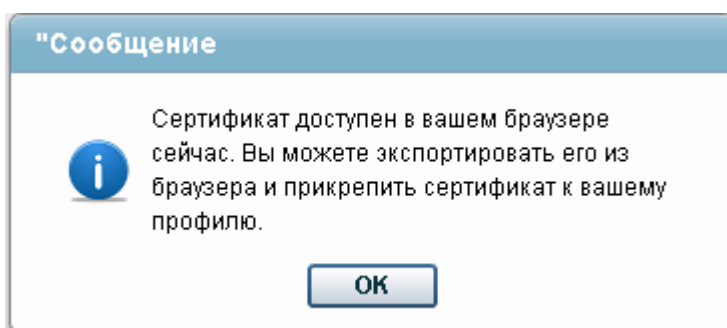 "Сообщение
Сертификат доступен в вашем браузере
сейчас. Вы можете экспортировать его из
браузера и прикрепить сертификат к вашему
профилю.
OK